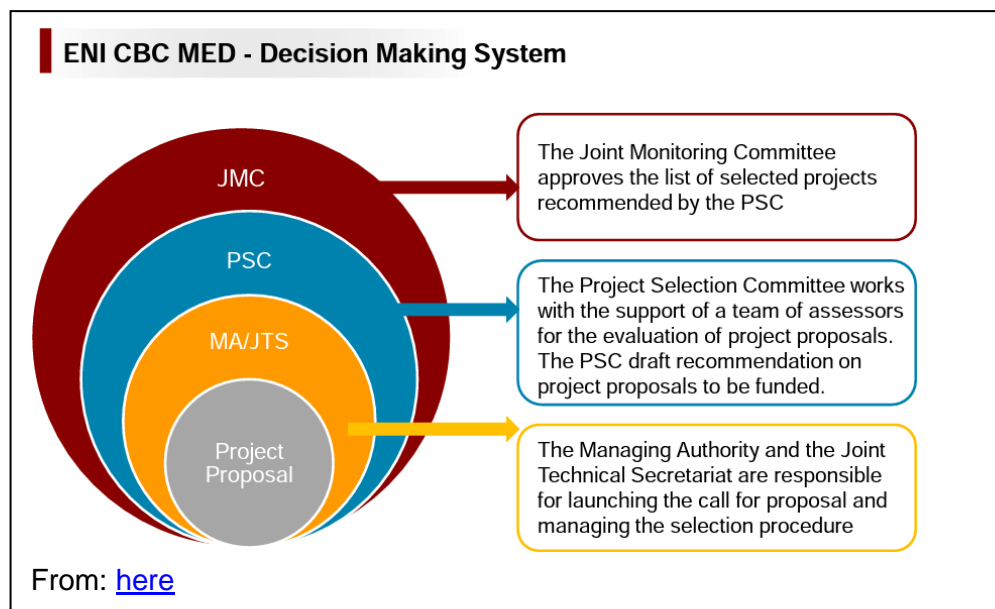 ENI CBC MED - Decision Making System
JMC
The Joint Monitoring Committee
approves the list of selected projects
recommended by the PSC
PSC
The Project Selection Committee works
with the support of a team of assessors
for the evaluation of project proposals.
The PSC draft recommendation on
project proposals to be funded.
MA/JTS
Project
Proposal
The Managing Authority and the Joint
Technical Secretariat are responsible
for launching the call for proposal and
managing the selection procedure
From: here